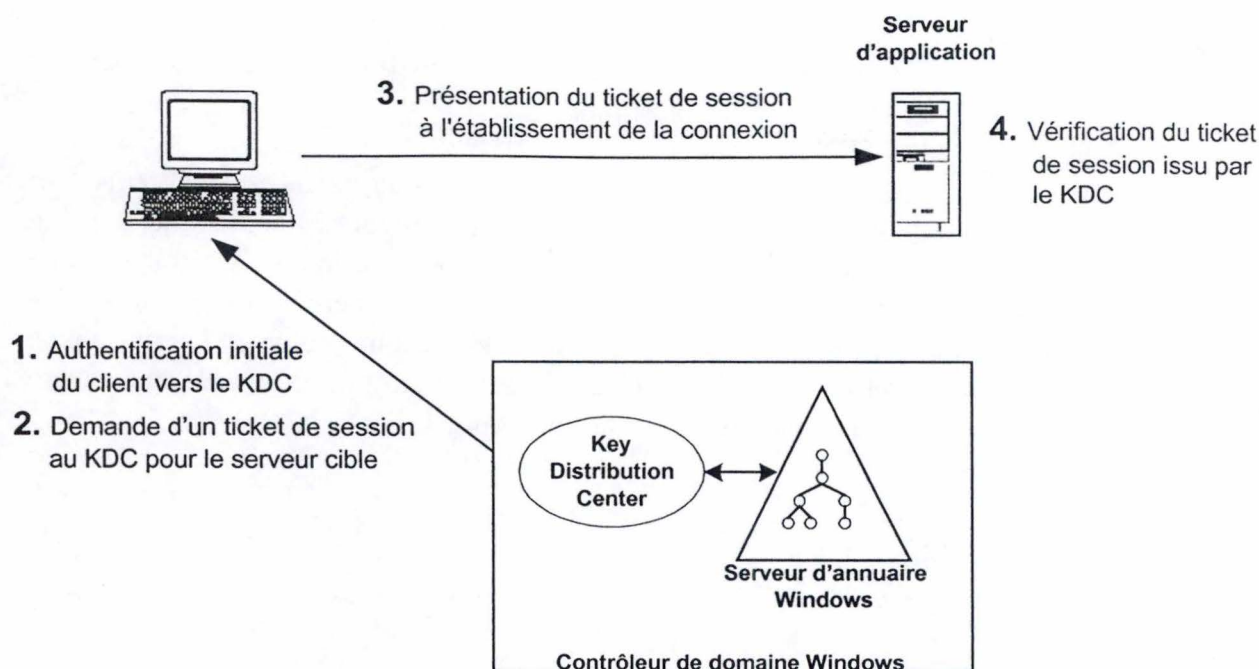 Serveur
d'application
3. Présentation du ticket de session
à l'établissement de la connexion
4. Vérification du ticket
de session issu par
le KDC
1. Authentification initiale
du client vers le KDC
2. Demande d'un ticket de session
au KDC pour le serveur cible
Key
Distribution
Center
Serveur d'annuaire
Windows
Contrôleur de domaine Windows